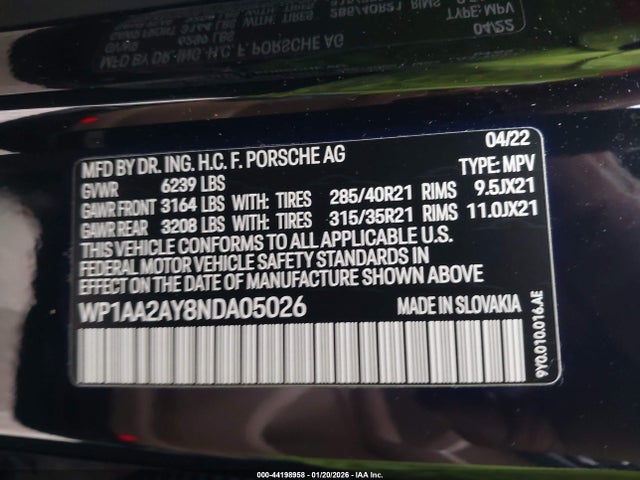 MFD BY DR. ING. H.C. F. PORSCHE AG 04/22
GVWR 6239 LBS TYPE: MPV
GAWR FRONT 3164 LBS WITH: TIRES 285/40R21 RIMS 9.5JX21
GAWR REAR 3208 LBS WITH: TIRES 315/35R21 RIMS 11.0JX21
THIS VEHICLE CONFORMS TO ALL APPLICABLE U.S.
FEDERAL MOTOR VEHICLE SAFETY STANDARDS IN
EFFECT ON THE DATE OF MANUFACTURE SHOWN ABOVE
WP1AA2AY8NDA05026 MADE IN SLOVAKIA
9Y0.010.016.AE
000-44198958 - 01/20/2026 - IAA Inc.